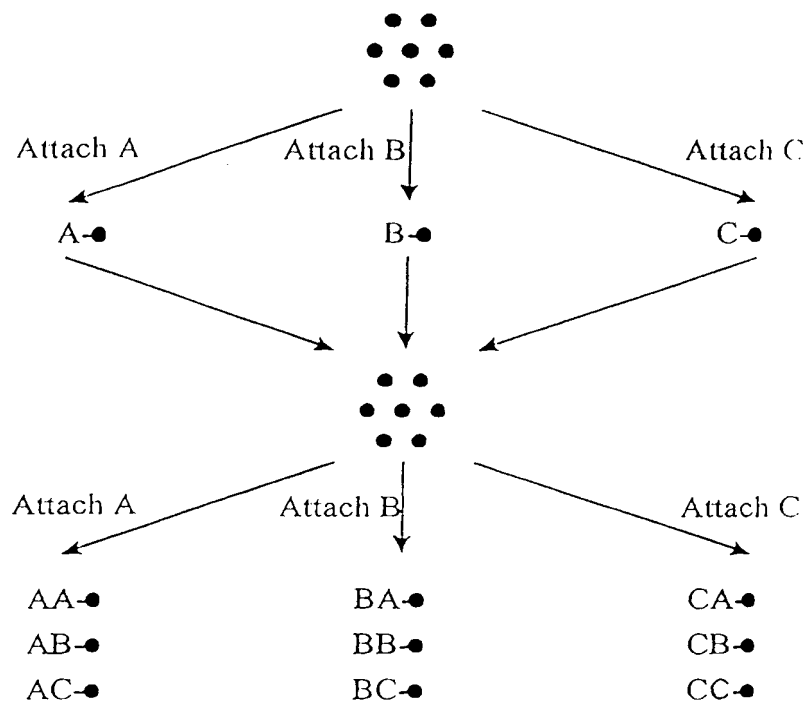 Attach A Attach B Attach C
A B C
Attach A Attach B Attach C
AA BA CA
AB BB CB
AC BC CC